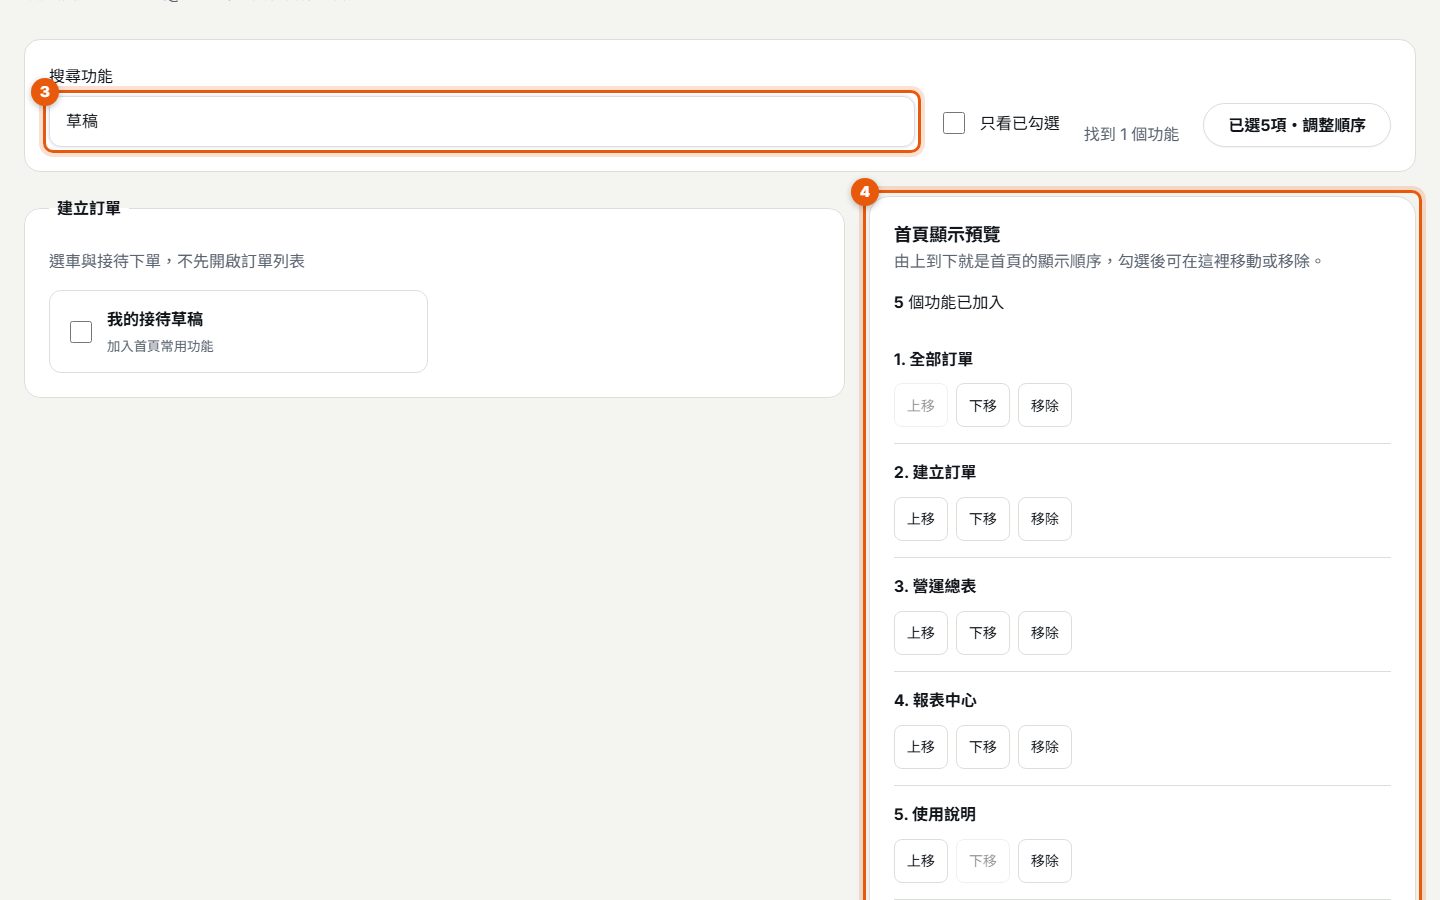 搜尋功能
3
草稿
只看已勾選
找到 1 個功能
已選5項・調整順序
建立訂單
選車與接待下單，不先開啟訂單列表
我的接待草稿
加入首頁常用功能
4
首頁顯示預覽
由上到下就是首頁的顯示順序，勾選後可在這裡移動或移除。
5 個功能已加入
1. 全部訂單
上移 下移 移除
2. 建立訂單
上移 下移 移除
3. 營運總表
上移 下移 移除
4. 報表中心
上移 下移 移除
5. 使用說明
上移 下移 移除